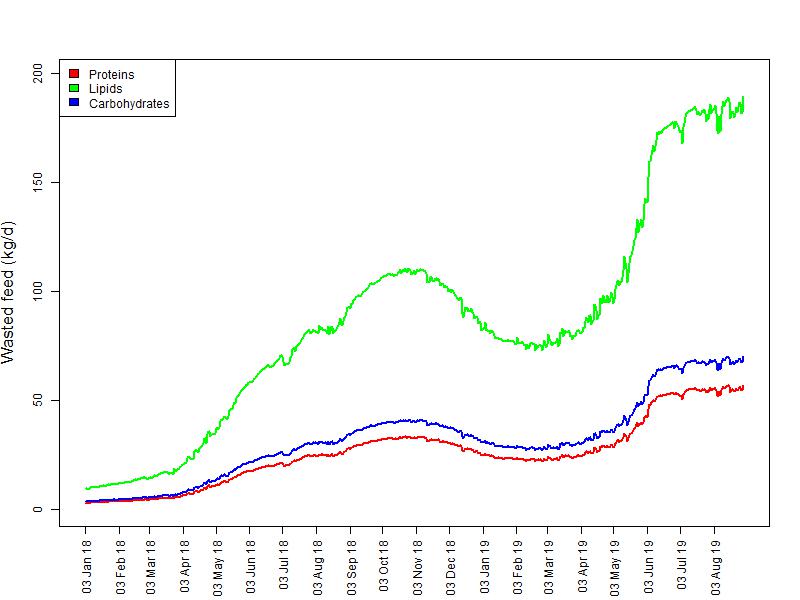 Proteins
Lipids
Carbohydrates
Wasted feed (kg/d)
200
150
100
50
0
03 Jan 18
03 Feb 18
03 Mar 18
03 Apr 18
03 May 18
03 Jun 18
03 Jul 18
03 Aug 18
03 Sep 18
03 Oct 18
03 Nov 18
03 Dec 18
03 Jan 19
03 Feb 19
03 Mar 19
03 Apr 19
03 May 19
03 Jun 19
03 Jul 19
03 Aug 19